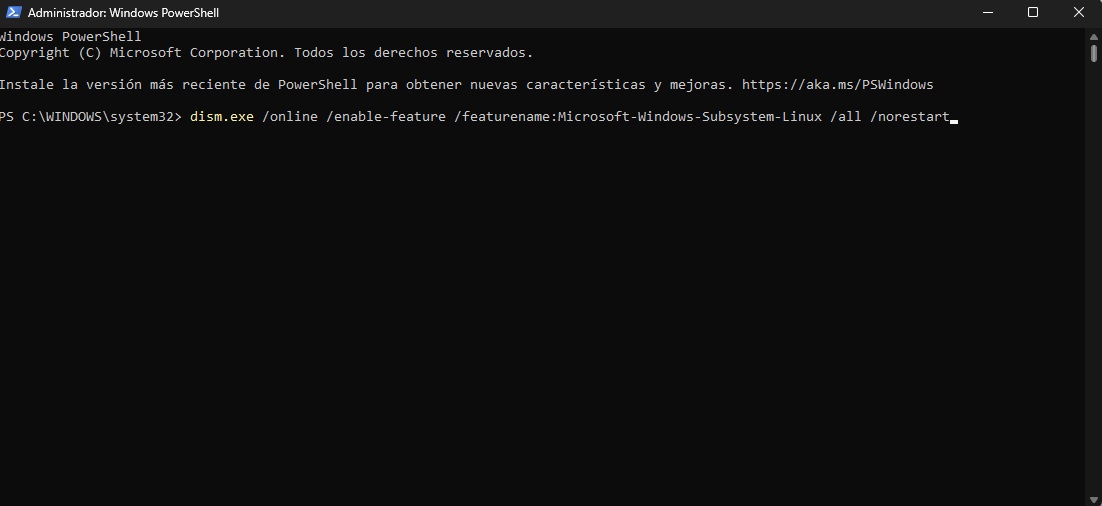 Administrador: Windows PowerShell
Windows PowerShell
Copyright (C) Microsoft Corporation. Todos los derechos reservados.
Instale la versión más reciente de PowerShell para obtener nuevas características y mejoras. https://aka.ms/PSWindows
PS C:\WINDOWS\system32> dism.exe /online /enable-feature /featurename:Microsoft-Windows-Subsystem-Linux /all /norestart